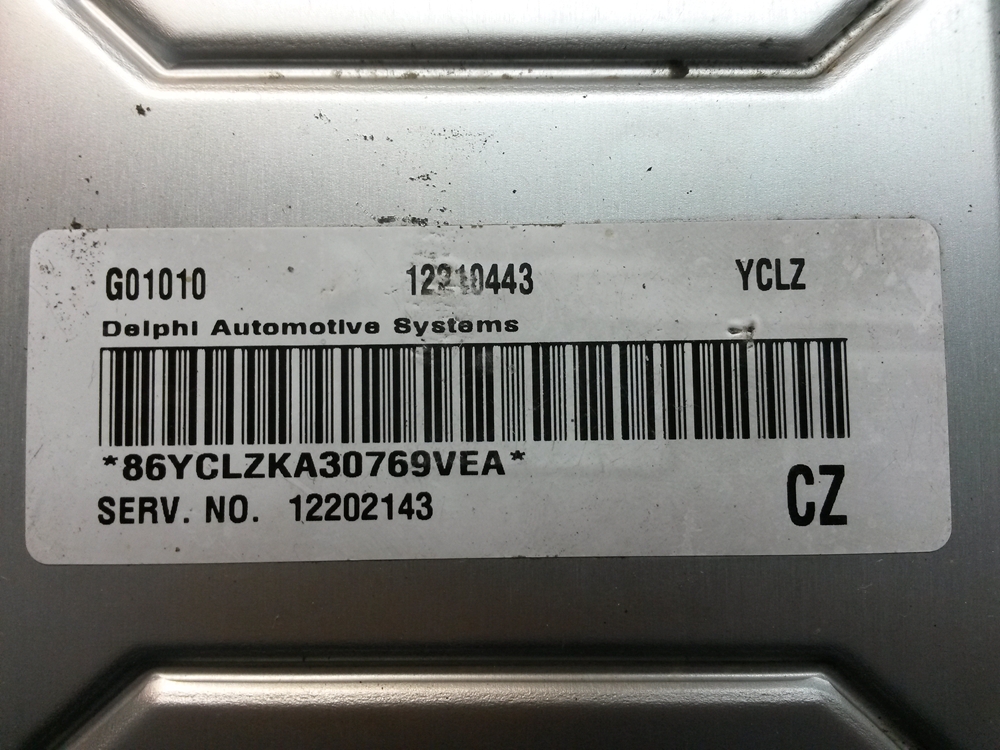 G01010 12210443 YCLZ
Delphi Automotive Systems
*86YCLZKA30769VEA*
SERV. NO. 12202143
CZ